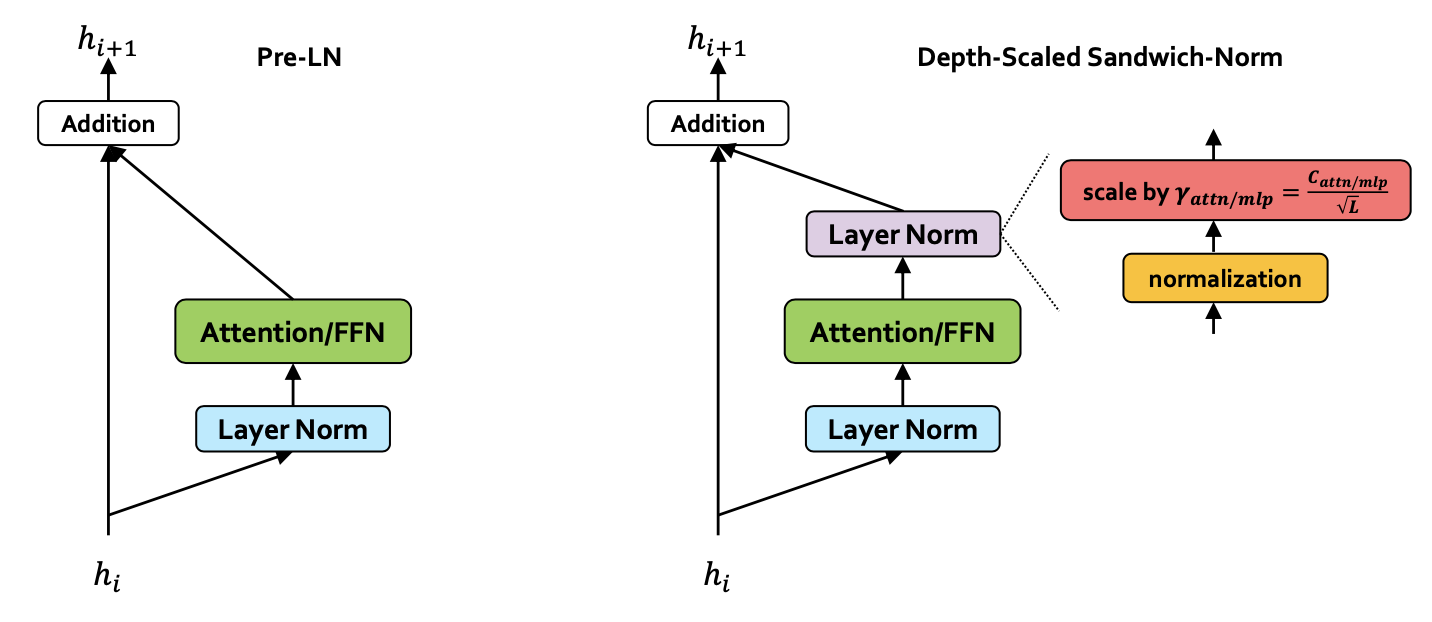 Pre-LN
h_{i+1}
Addition
Attention/FFN
Layer Norm
h_i
Depth-Scaled Sandwich-Norm
h_{i+1}
Addition
Layer Norm
Attention/FFN
Layer Norm
h_i
scale by γ_{attn/mlp} = \frac{C_{attn/mlp}}{\sqrt{L}}
normalization